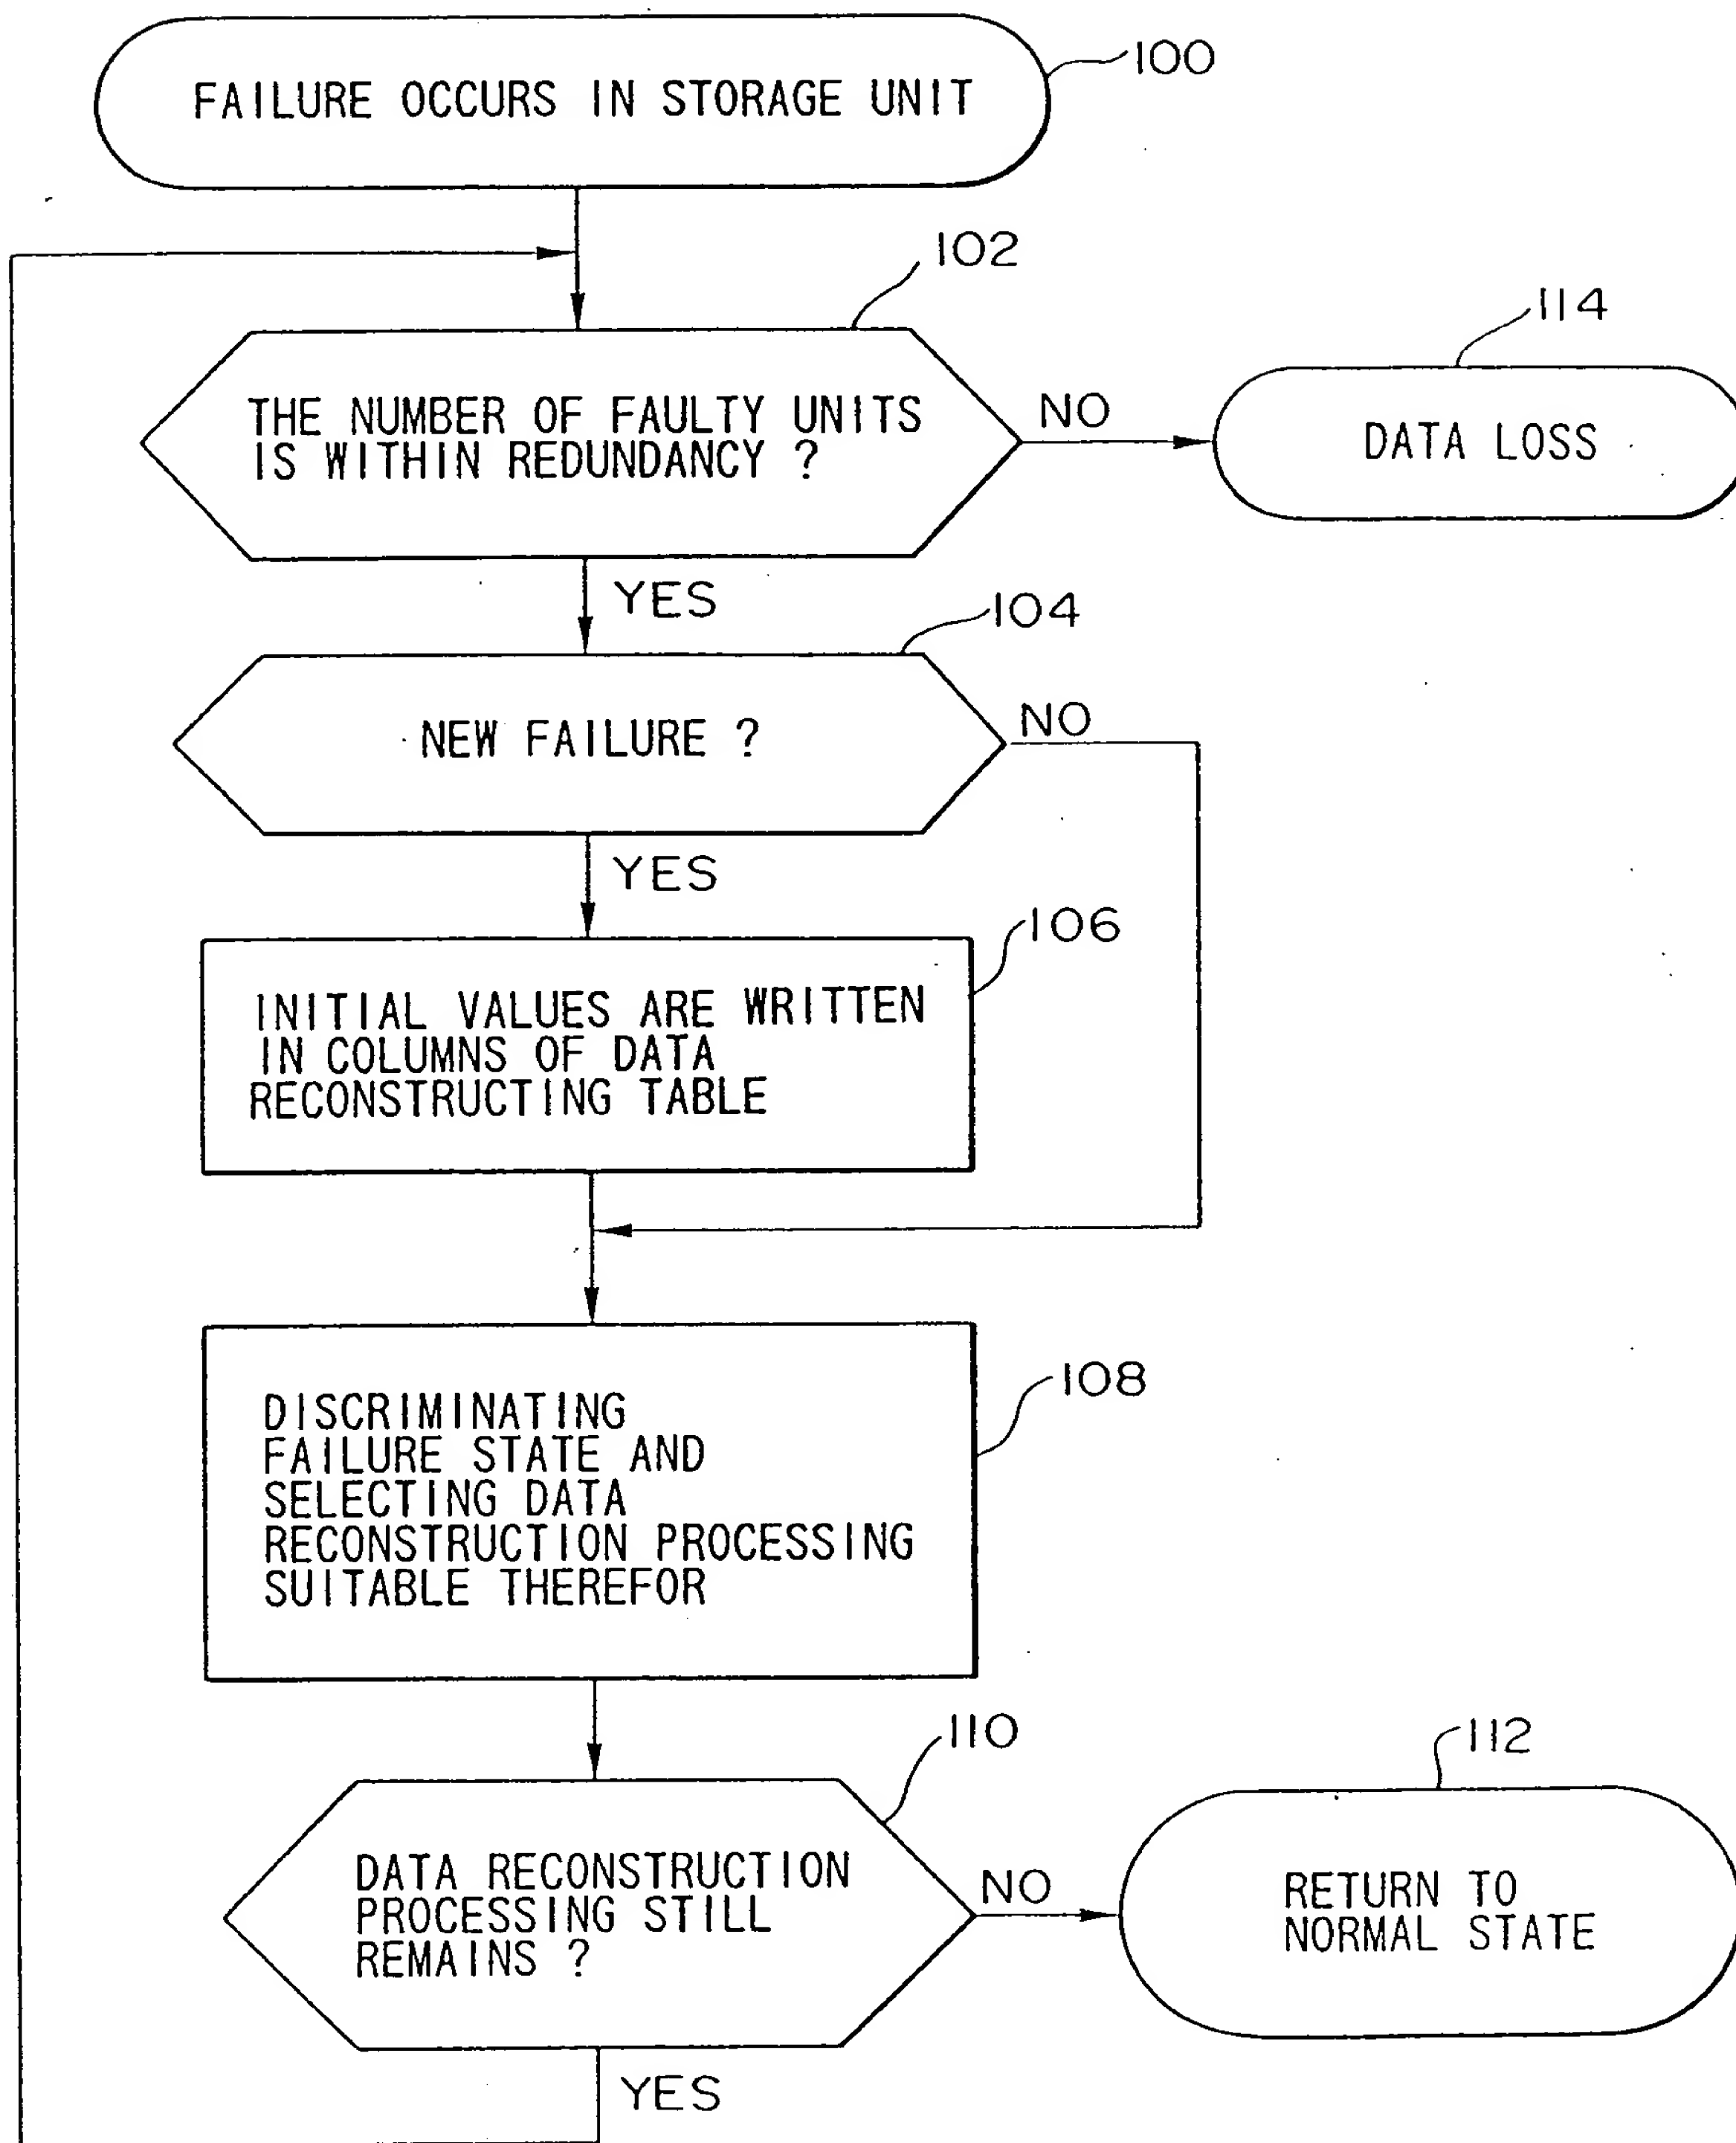 FAILURE OCCURS IN STORAGE UNIT
100
102
THE NUMBER OF FAULTY UNITS
IS WITHIN REDUNDANCY ?
NO
114
DATA LOSS
YES
104
NEW FAILURE ?
NO
YES
106
INITIAL VALUES ARE WRITTEN
IN COLUMNS OF DATA
RECONSTRUCTING TABLE
108
DISCRIMINATING
FAILURE STATE AND
SELECTING DATA
RECONSTRUCTION PROCESSING
SUITABLE THEREFOR
110
DATA RECONSTRUCTION
PROCESSING STILL
REMAINS ?
NO
112
RETURN TO
NORMAL STATE
YES